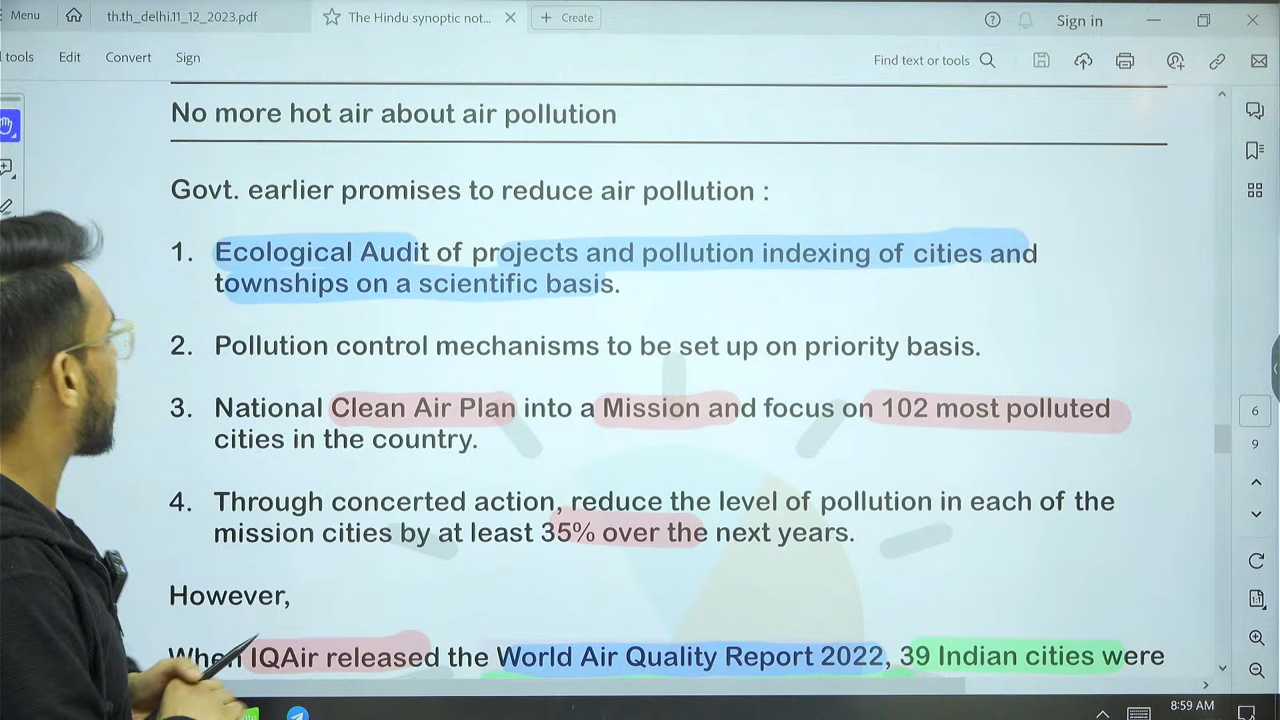 Menu
th.th_delhi.11_12_2023.pdf
The Hindu synoptic not...
Create
Sign in
tools
Edit
Convert
Sign
Find text or tools
No more hot air about air pollution
Govt. earlier promises to reduce air pollution :
1. Ecological Audit of projects and pollution indexing of cities and
townships on a scientific basis.
2. Pollution control mechanisms to be set up on priority basis.
3. National Clean Air Plan into a Mission and focus on 102 most polluted
cities in the country.
4. Through concerted action, reduce the level of pollution in each of the
mission cities by at least 35% over the next years.
However,
When IQAir released the World Air Quality Report 2022, 39 Indian cities were
6
9
1:1
8:59 AM